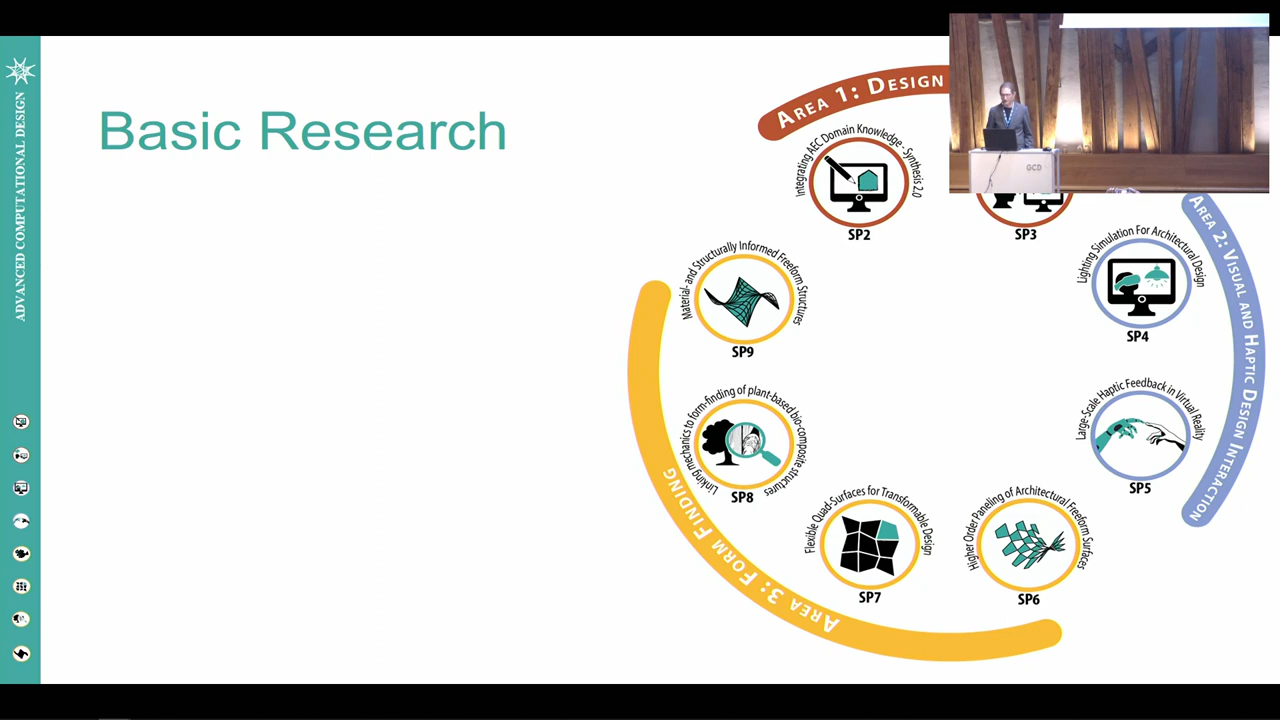 ADVANCED COMPUTATIONAL DESIGN
Basic Research
AREA 1: DESIGN
Integrating AEC Domain Knowledge - Synthesis 2.0
SP2
SP3
GCD
AREA 2: VISUAL AND HAPTIC DESIGN INTERACTION
Lighting Simulation For Architectural Design
SP4
Large-Scale Haptic Feedback in Virtual Reality
SP5
Higher Order Paneling of Architectural Freeform Surfaces
SP6
Flexible Quad-Surfaces for Transformable Design
SP7
Linking mechanics to form-finding of plant-based bio-composite structures
SP8
Material- and Structurally Informed Freeform Structures
SP9
AREA 3: FORM FINDING